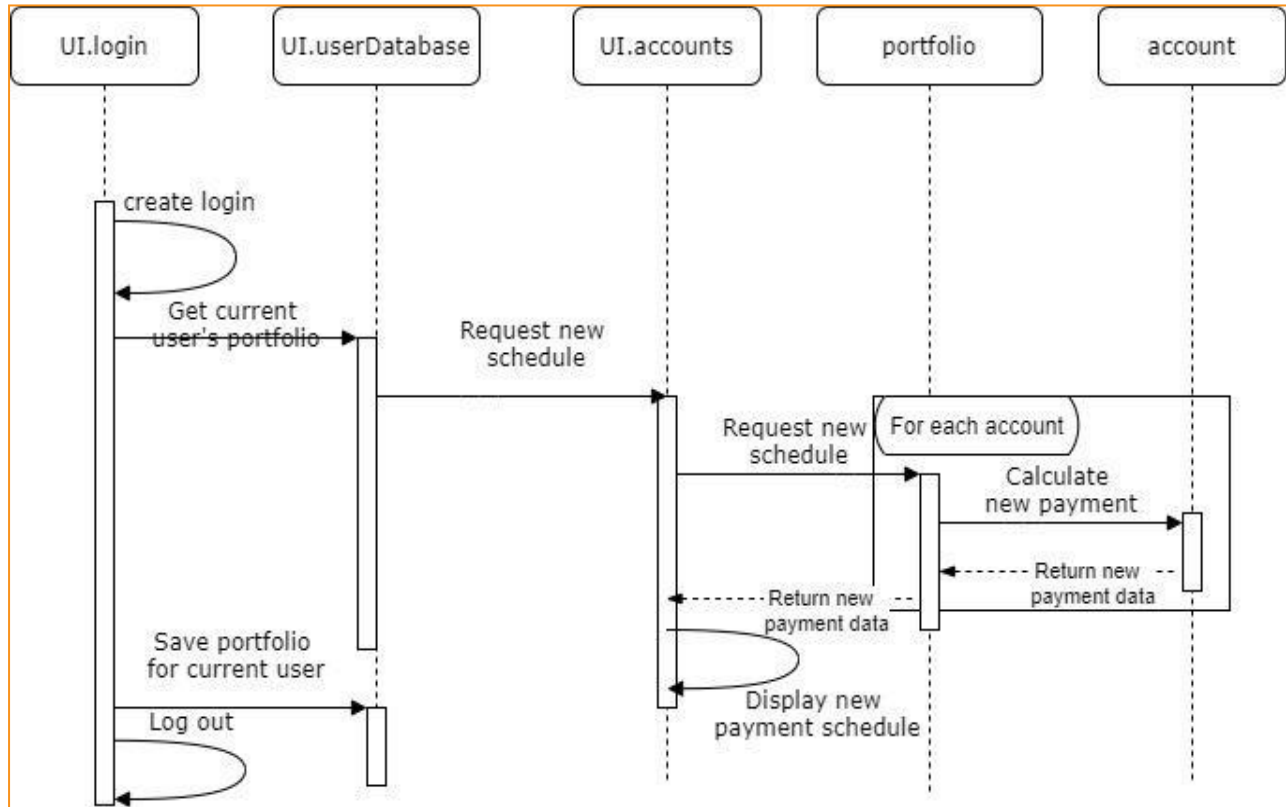 UI.login
UI.userDatabase
UI.accounts
portfolio
account
create login
Get current
user's portfolio
Request new
schedule
For each account
Request new
schedule
Calculate
new payment
Return new
payment data
Return new
payment data
Save portfolio
for current user
Display new
payment schedule
Log out